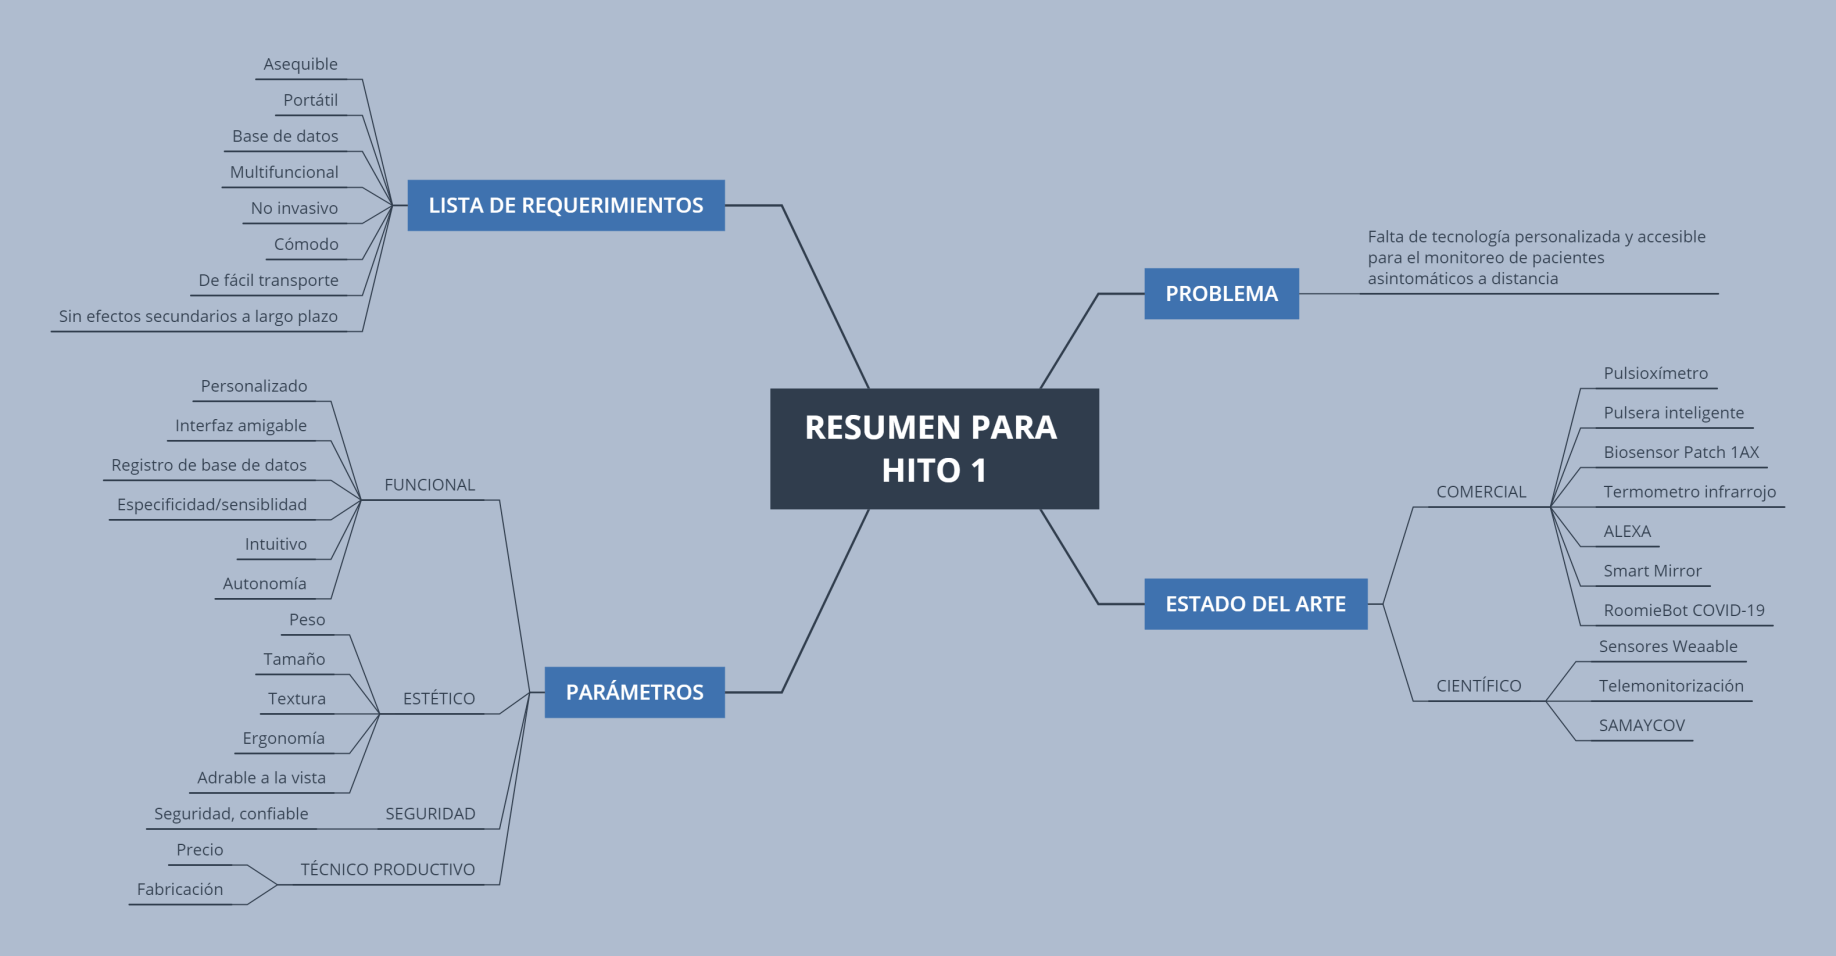 RESUMEN PARA
HITO 1
LISTA DE REQUERIMIENTOS
Asequible
Portátil
Base de datos
Multifuncional
No invasivo
Cómodo
De fácil transporte
Sin efectos secundarios a largo plazo
PARÁMETROS
FUNCIONAL
Personalizado
Interfaz amigable
Registro de base de datos
Especificidad/sensiblidad
Intuitivo
Autonomía
ESTÉTICO
Peso
Tamaño
Textura
Ergonomía
Adrable a la vista
SEGURIDAD
Seguridad, confiable
TÉCNICO PRODUCTIVO
Precio
Fabricación
PROBLEMA
Falta de tecnología personalizada y accesible
para el monitoreo de pacientes
asintomáticos a distancia
ESTADO DEL ARTE
COMERCIAL
Pulsioxímetro
Pulsera inteligente
Biosensor Patch 1AX
Termometro infrarrojo
ALEXA
Smart Mirror
RoomieBot COVID-19
CIENTÍFICO
Sensores Weaable
Telemonitorización
SAMAYCOV